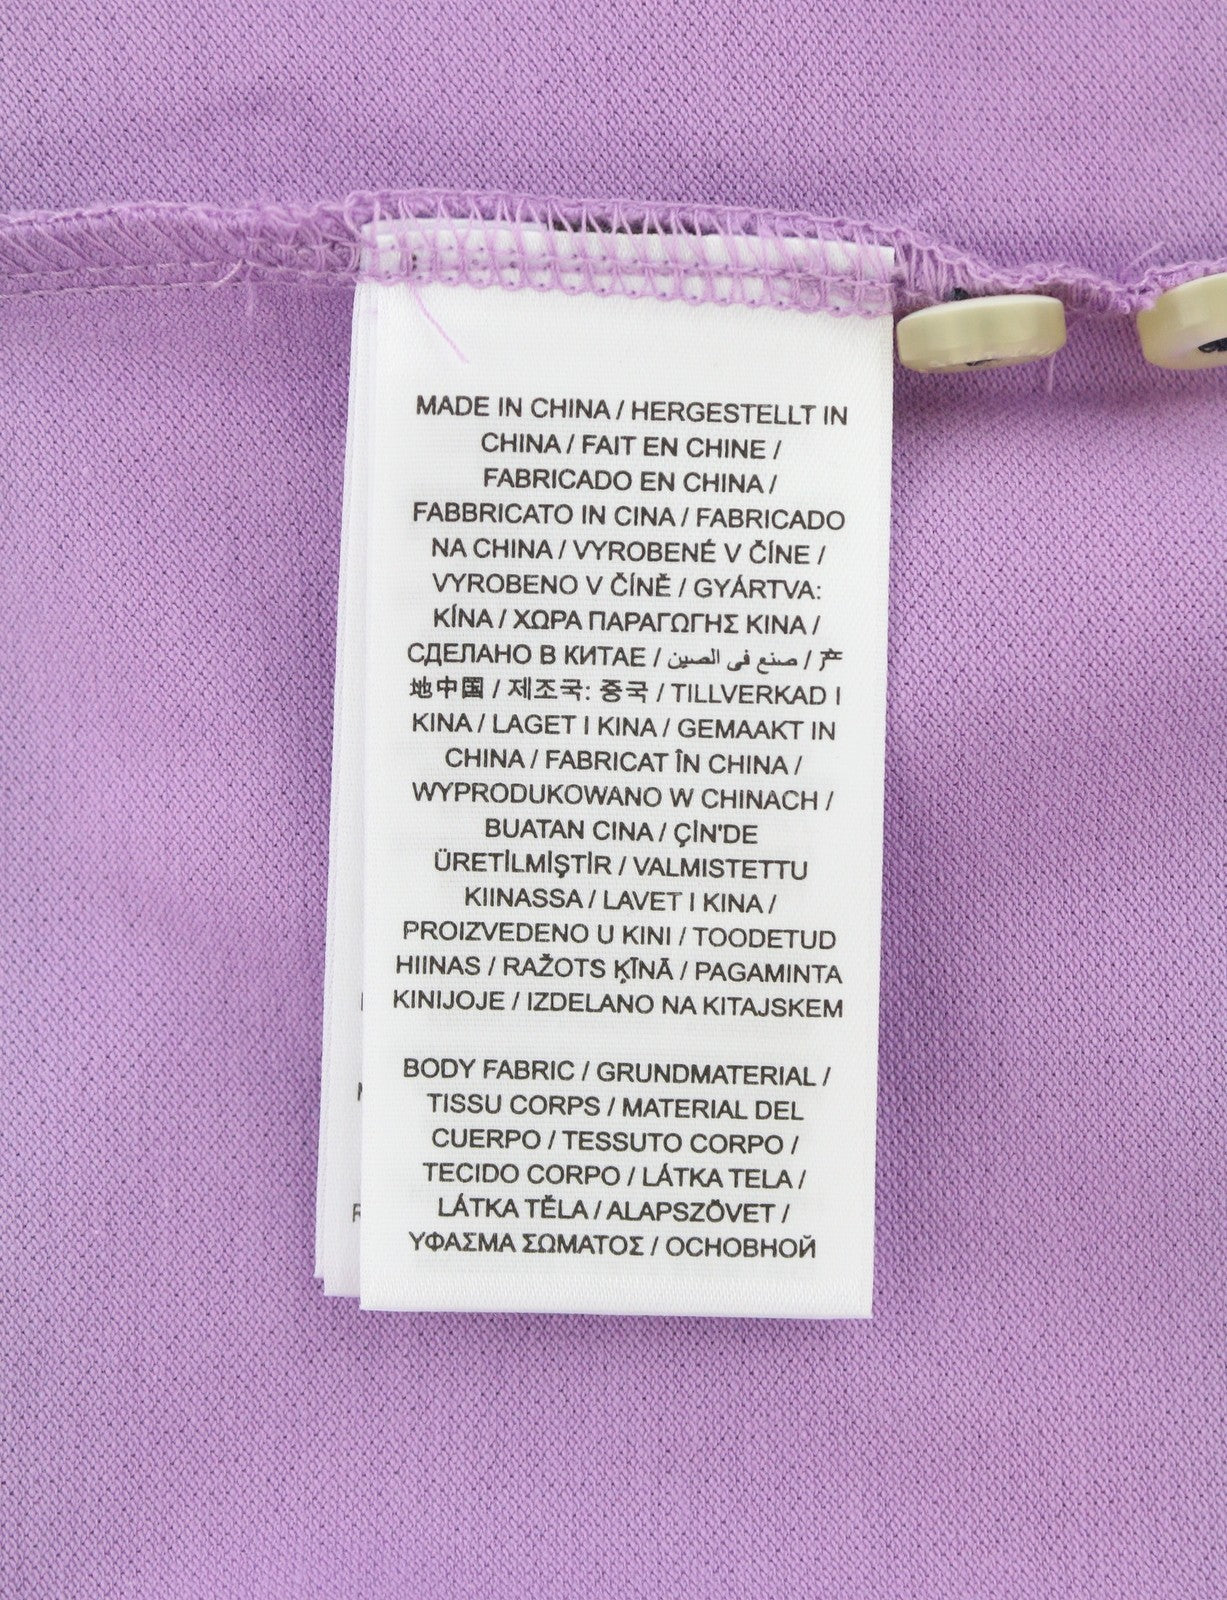 MADE IN CHINA / HERGESTELLT IN
CHINA / FAIT EN CHINE /
FABRICADO EN CHINA /
FABBRICATO IN CINA / FABRICADO
NA CHINA / VYROBENÉ V ČÍNE /
VYROBENO V ČÍNĚ / GYÁRTVA:
KÍNA / ΧΩΡΑ ΠΑΡΑΓΩΓΗΣ ΚΙΝΑ /
СДЕЛАНО В КИТАЕ / صنع في الصين / 产
地中国 / 제조국: 중국 / TILLVERKAD I
KINA / LAGET I KINA / GEMAAKT IN
CHINA / FABRICAT ÎN CHINA /
WYPRODUKOWANO W CHINACH /
BUATAN CINA / ÇİN'DE
ÜRETİLMİŞTİR / VALMISTETTU
KIINASSA / LAVET I KINA /
PROIZVEDENO U KINI / TOODETUD
HIINAS / RAŽOTS ĶĪNĀ / PAGAMINTA
KINIJOJE / IZDELANO NA KITAJSKEM
BODY FABRIC / GRUNDMATERIAL /
TISSU CORPS / MATERIAL DEL
CUERPO / TESSUTO CORPO /
TECIDO CORPO / LÁTKA TELA /
LÁTKA TĚLA / ALAPSZÖVET /
ΥΦΑΣΜΑ ΣΩΜΑΤΟΣ / ОСНОВНОЙ